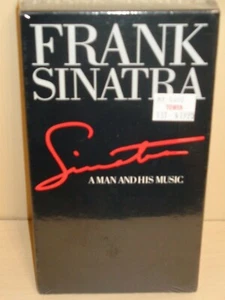 FRANK
SINATRA
Sinatra
A MAN AND HIS MUSIC